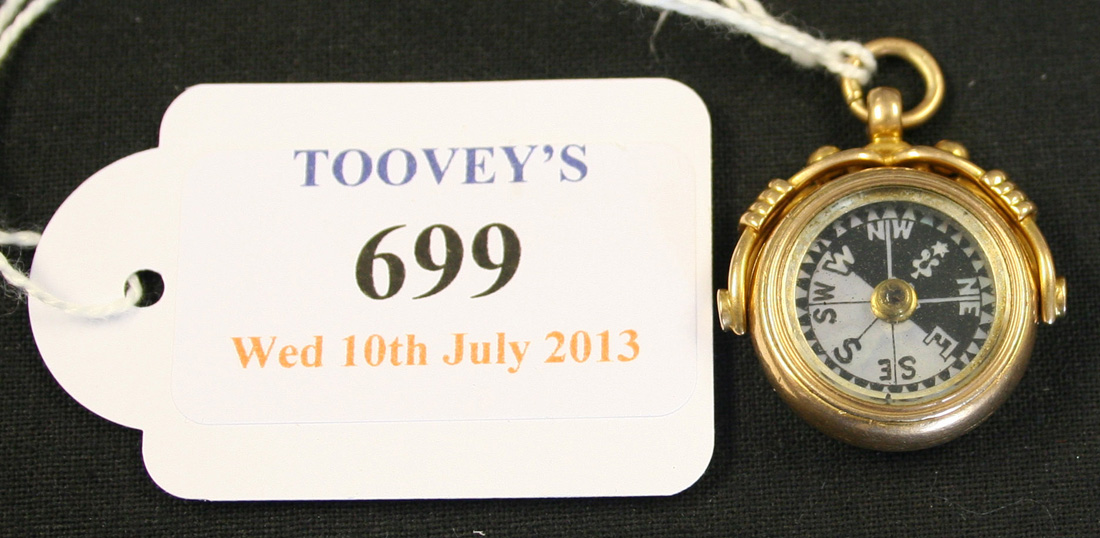 TOOVEY'S
699
Wed 10th July 2013
NW
NE
E
SE
S
SW
W